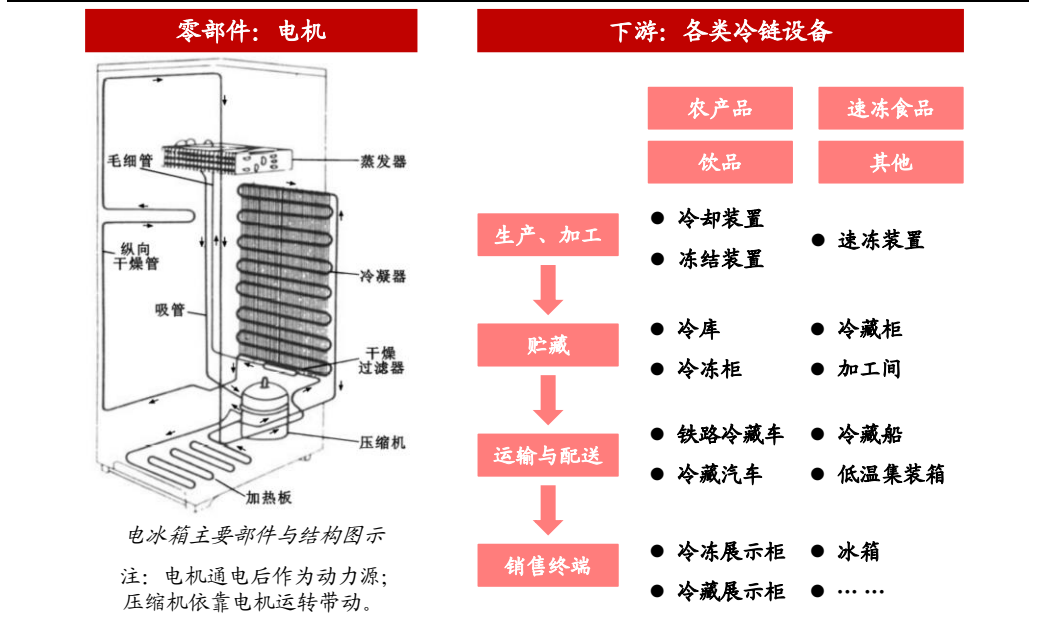 零部件：电机
毛细管
蒸发器
纵向
干燥管
冷凝器
吸管
干燥
过滤器
压缩机
加热板
电冰箱主要部件与结构图示
注：电机通电后作为动力源；
压缩机依靠电机运转带动。
下游：各类冷链设备
农产品
速冻食品
饮品
其他
生产、加工
● 冷却装置
● 冻结装置
● 速冻装置
贮藏
● 冷库
● 冷藏柜
● 冷冻柜
● 加工间
运输与配送
● 铁路冷藏车
● 冷藏船
● 冷藏汽车
● 低温集装箱
销售终端
● 冷冻展示柜
● 冰箱
● 冷藏展示柜
● … …